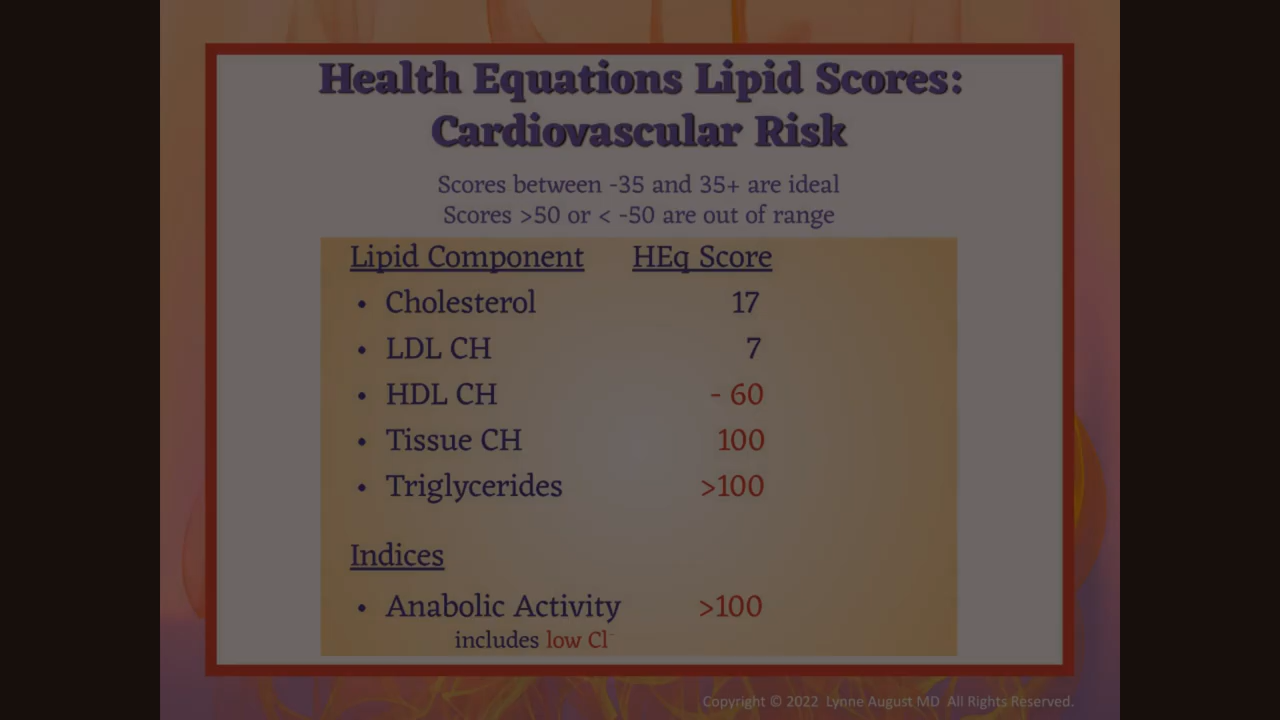 Health Equations Lipid Scores:
Cardiovascular Risk
Scores between -35 and 35+ are ideal
Scores >50 or < -50 are out of range
Lipid Component HEq Score
• Cholesterol 17
• LDL CH 7
• HDL CH - 60
• Tissue CH 100
• Triglycerides >100
Indices
• Anabolic Activity >100
includes low Cl⁻
Copyright © 2022 Lynne August MD All Rights Reserved.